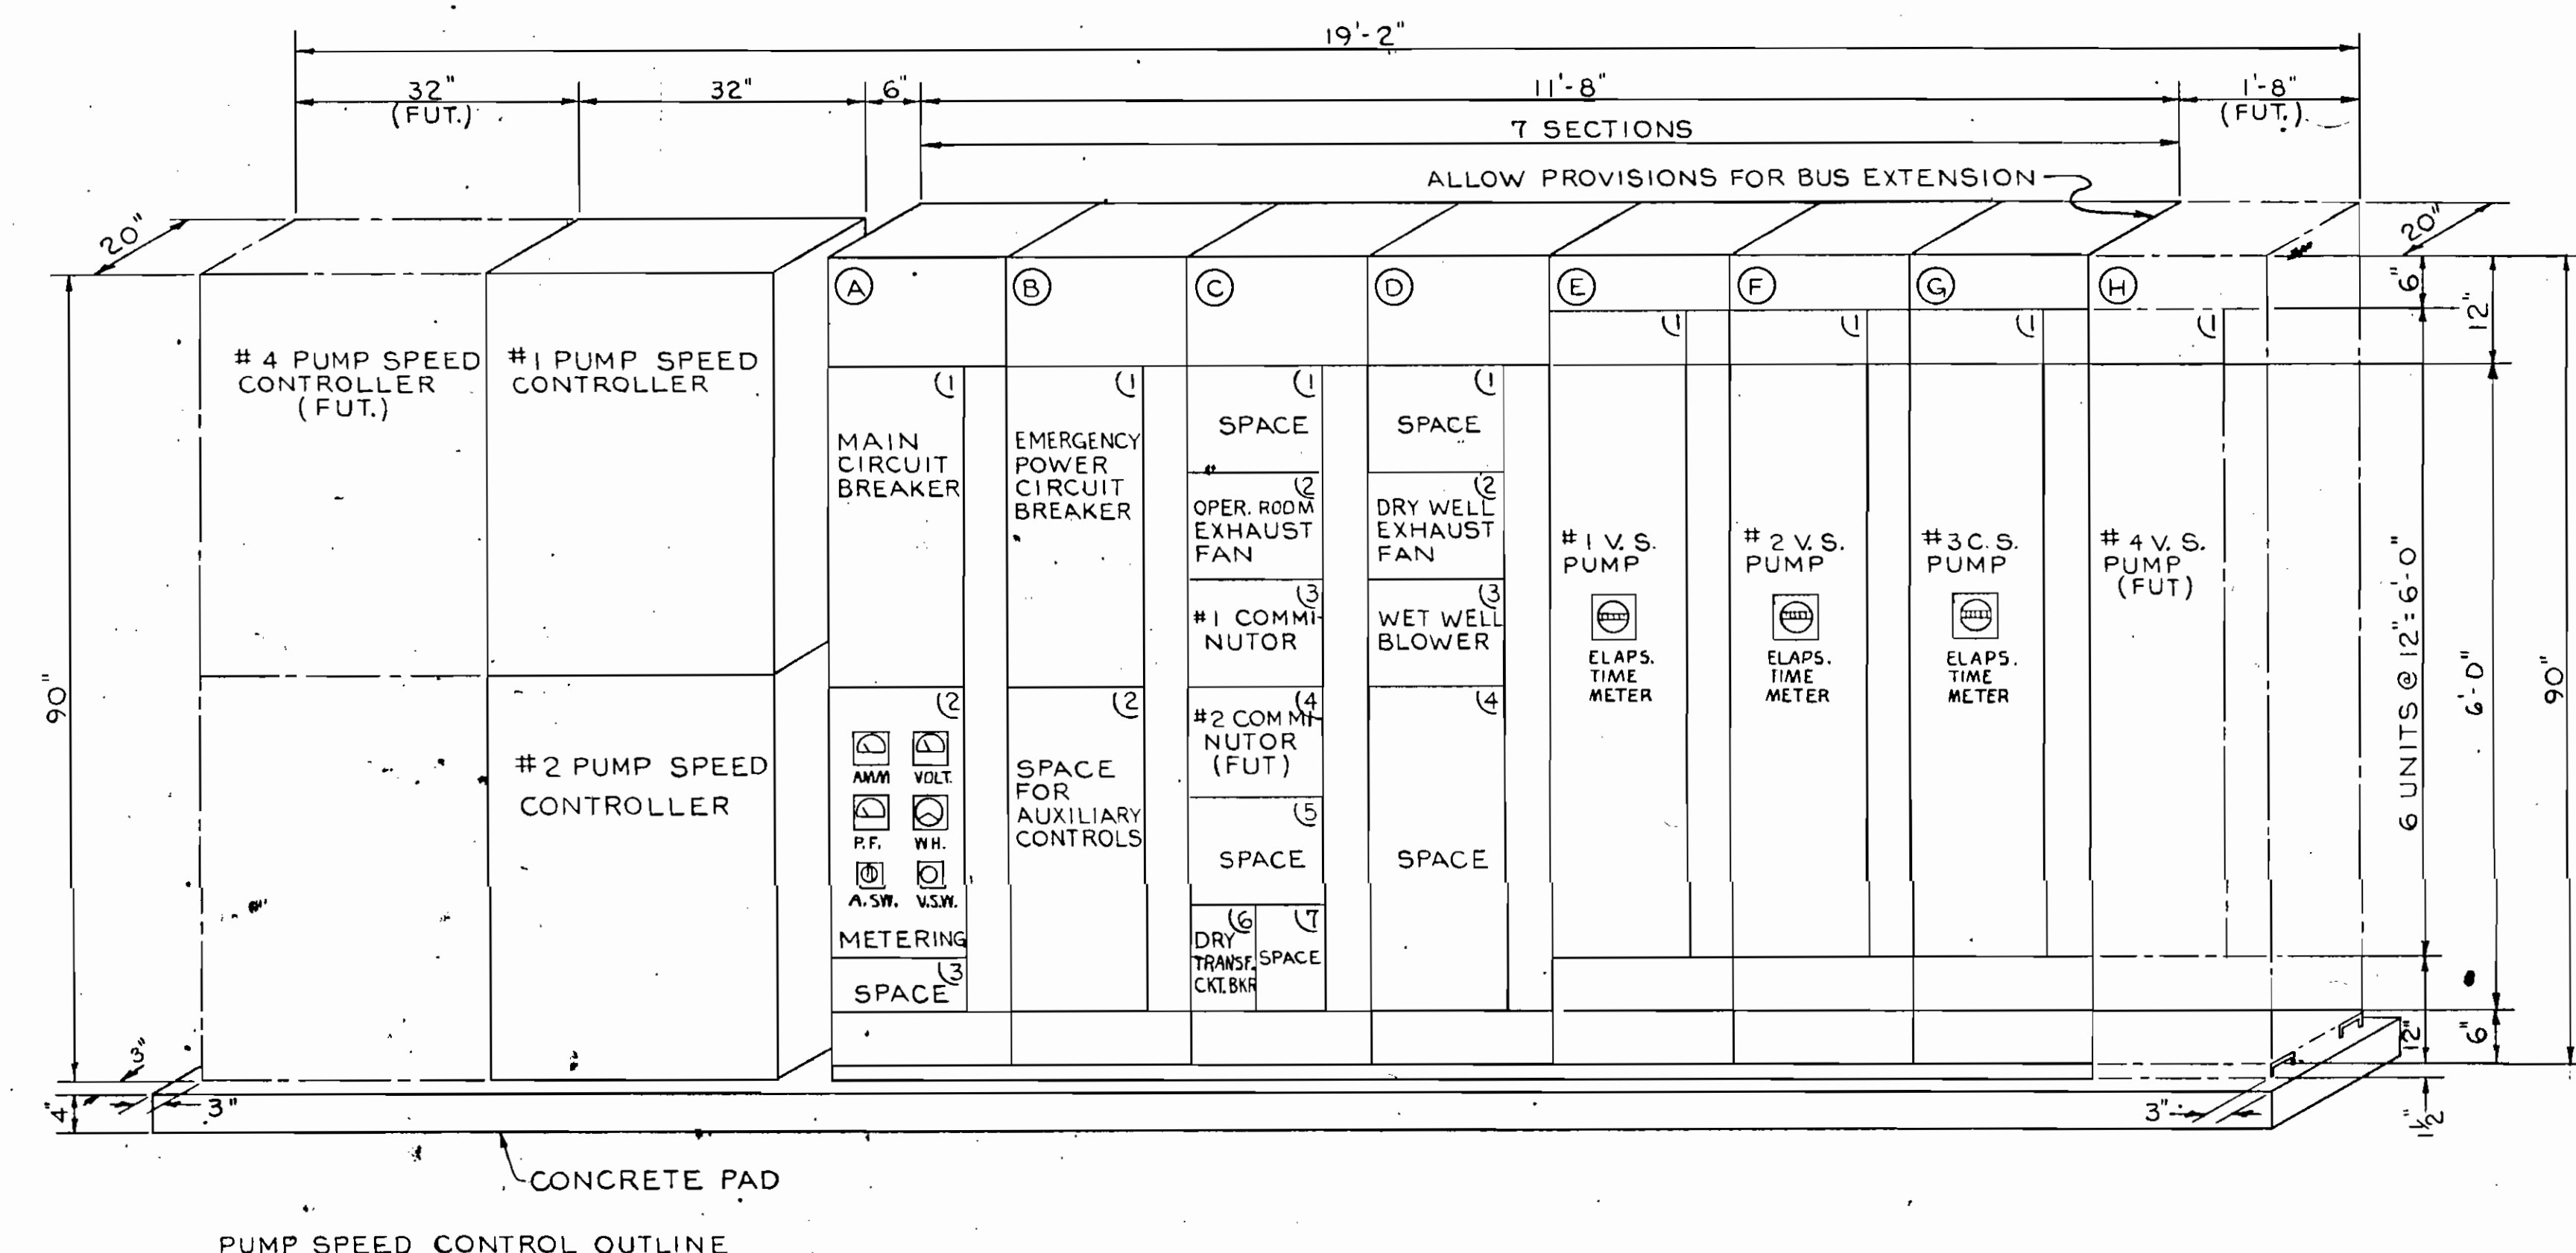 19'-2"
32"
(FUT.)
32"
6"
11'-8"
1'-8"
(FUT.)
7 SECTIONS
ALLOW PROVISIONS FOR BUS EXTENSION
20"
20"
90"
# 4 PUMP SPEED
CONTROLLER
(FUT.)
#1 PUMP SPEED
CONTROLLER
#2 PUMP SPEED
CONTROLLER
A
1
MAIN
CIRCUIT
BREAKER
2
AMM VOLT.
P.F. WH.
A.SW. V.S.W.
METERING
3
SPACE
B
1
EMERGENCY
POWER
CIRCUIT
BREAKER
2
SPACE
FOR
AUXILIARY
CONTROLS
C
1
SPACE
2
OPER. ROOM
EXHAUST
FAN
3
#1 COMMI-
NUTOR
4
#2 COMMI-
NUTOR
(FUT)
5
SPACE
6
DRY
TRANSF.
CKT. BKR
7
SPACE
D
1
SPACE
2
DRY WELL
EXHAUST
FAN
3
WET WELL
BLOWER
4
SPACE
E
1
#1 V. S.
PUMP
ELAPS.
TIME
METER
F
1
# 2 V. S.
PUMP
ELAPS.
TIME
METER
G
1
#3 C. S.
PUMP
ELAPS.
TIME
METER
H
1
# 4 V. S.
PUMP
(FUT)
6"
12"
6 UNITS @ 12"=6'-0"
6'-0"
90"
12"
6"
1½"
3"
3"
4"
3"
CONCRETE PAD
PUMP SPEED CONTROL OUTLINE